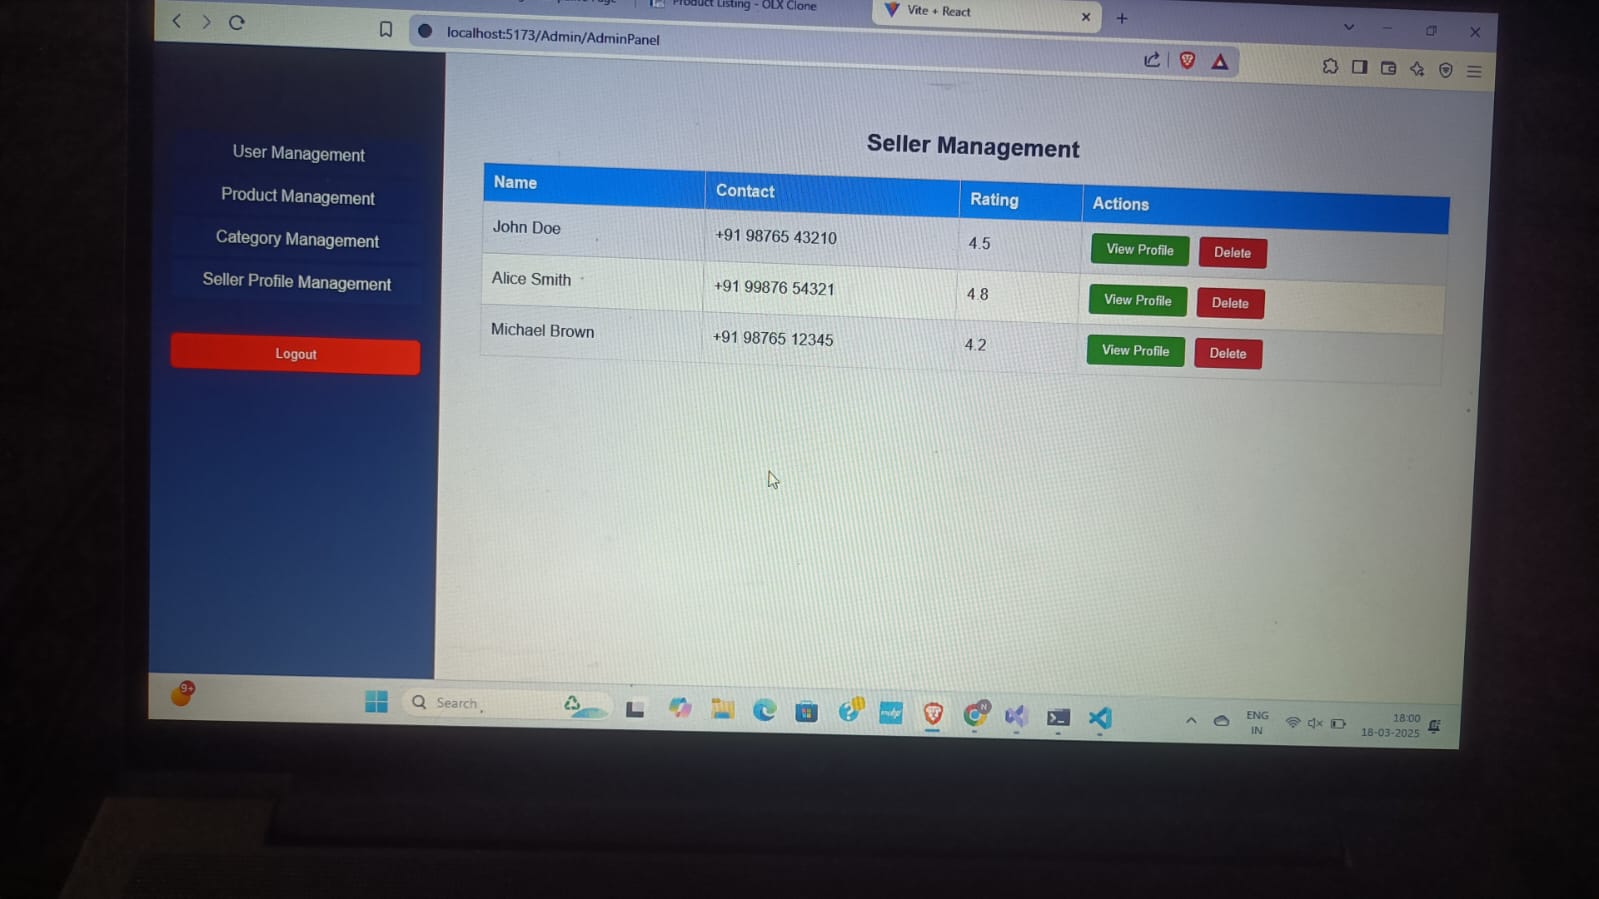 Product Listing - OLX Clone
Vite + React
localhost:5173/Admin/AdminPanel
User Management
Product Management
Category Management
Seller Profile Management
Logout
Seller Management
Name Contact Rating Actions
John Doe +91 98765 43210 4.5 View Profile Delete
Alice Smith +91 99876 54321 4.8 View Profile Delete
Michael Brown +91 98765 12345 4.2 View Profile Delete
9+
Search
N
ENG
IN
18:00
18-03-2025